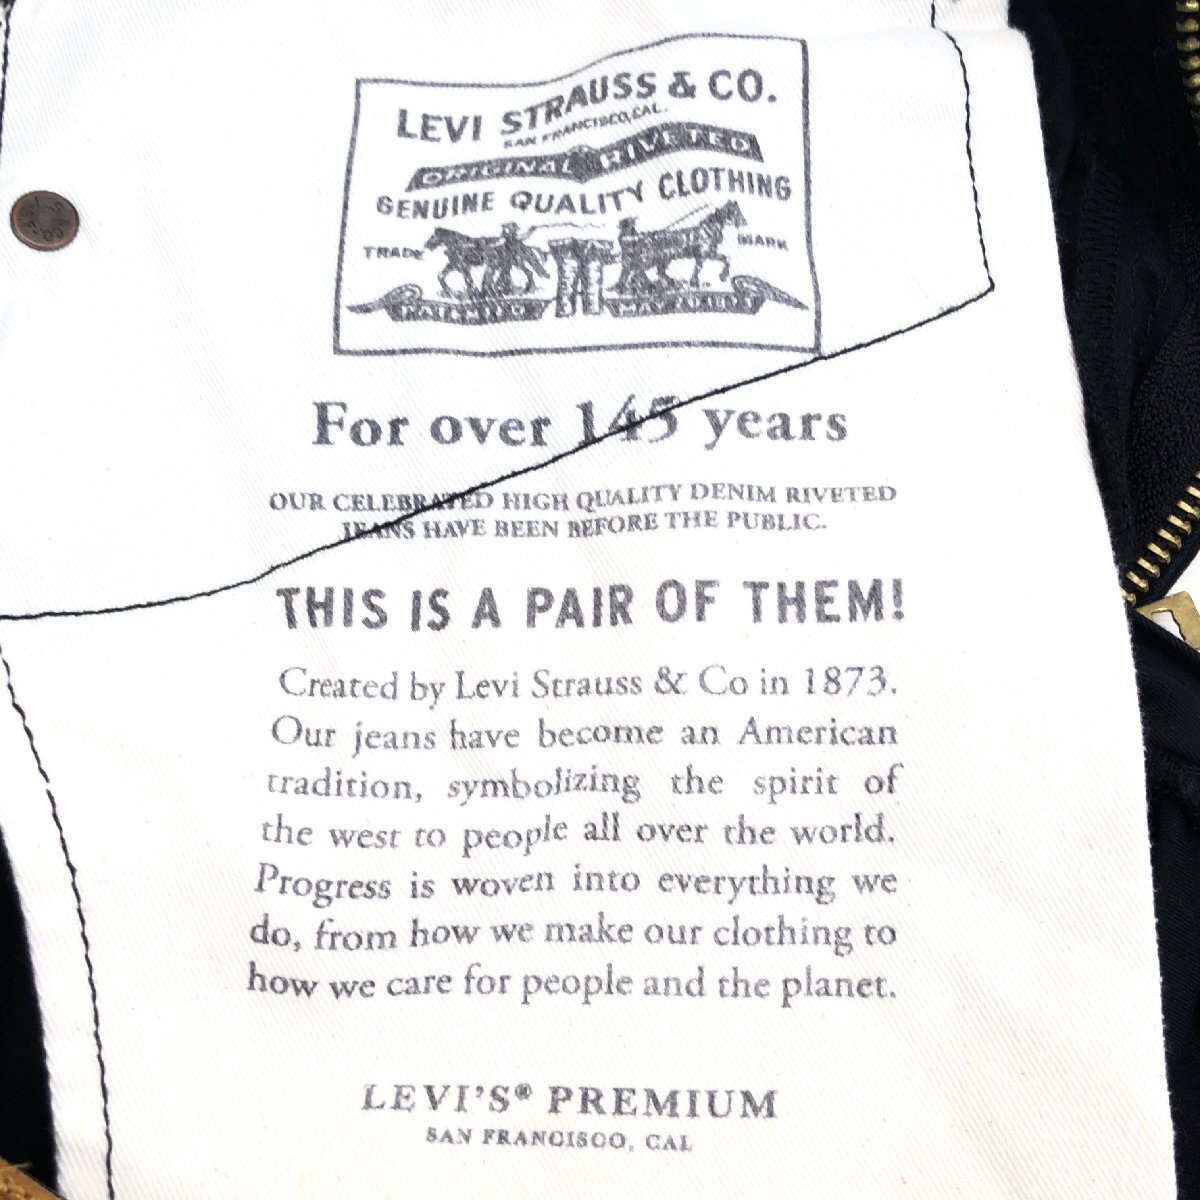 LEVI STRAUSS & CO.
SAN FRANCISCO, CAL.
ORIGINAL RIVETED
GENUINE QUALITY CLOTHING
TRADE MARK
PATENTED
For over 145 years
OUR CELEBRATED HIGH QUALITY DENIM RIVETED
JEANS HAVE BEEN BEFORE THE PUBLIC.
THIS IS A PAIR OF THEM!
Created by Levi Strauss & Co in 1873.
Our jeans have become an American
tradition, symbolizing the spirit of
the west to people all over the world.
Progress is woven into everything we
do, from how we make our clothing to
how we care for people and the planet.
LEVI'S® PREMIUM
SAN FRANCISCO, CAL